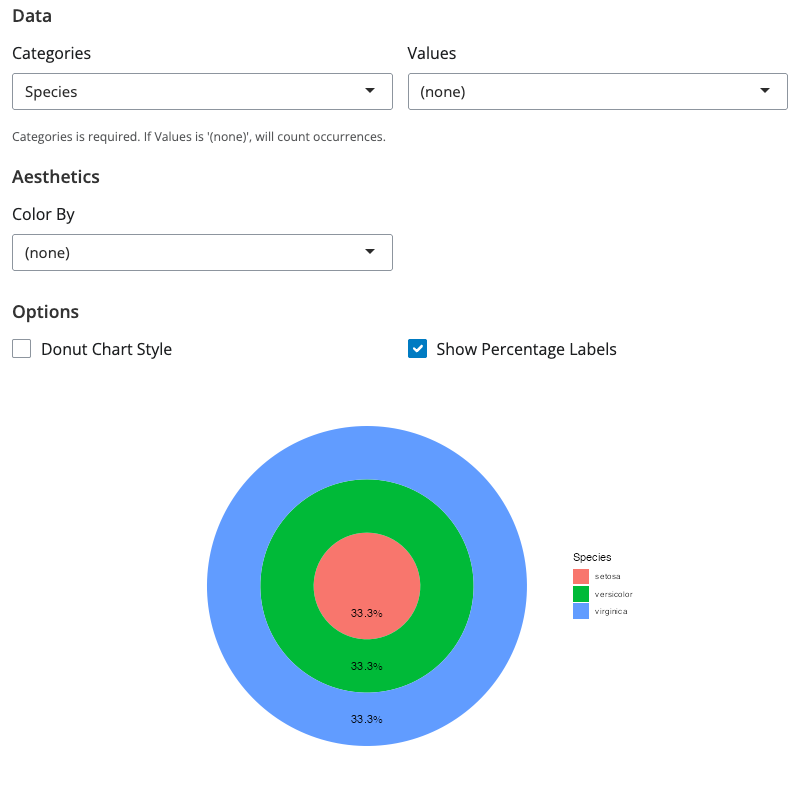 Data
Categories
Values
Species
(none)
Categories is required. If Values is '(none)', will count occurrences.
Aesthetics
Color By
(none)
Options
Donut Chart Style
Show Percentage Labels
33.3%
33.3%
33.3%
Species
setosa
versicolor
virginica